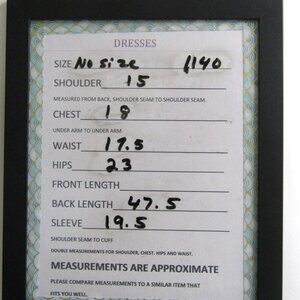 DRESSES
SIZE No size 1140
SHOULDER 15
MEASURED FROM BACK, SHOULDER SEAM TO SHOULDER SEAM.
CHEST 18
UNDER ARM TO UNDER ARM
WAIST 17.5
HIPS 23
FRONT LENGTH
BACK LENGTH 47.5
SLEEVE 19.5
SHOULDER SEAM TO CUFF
DOUBLE MEASUREMENTS FOR SHOULDER, CHEST. HIPS AND WAIST.
MEASUREMENTS ARE APPROXIMATE
PLEASE COMPARE MEASUREMENTS TO A SIMILAR ITEM THAT
FITS YOU WELL.